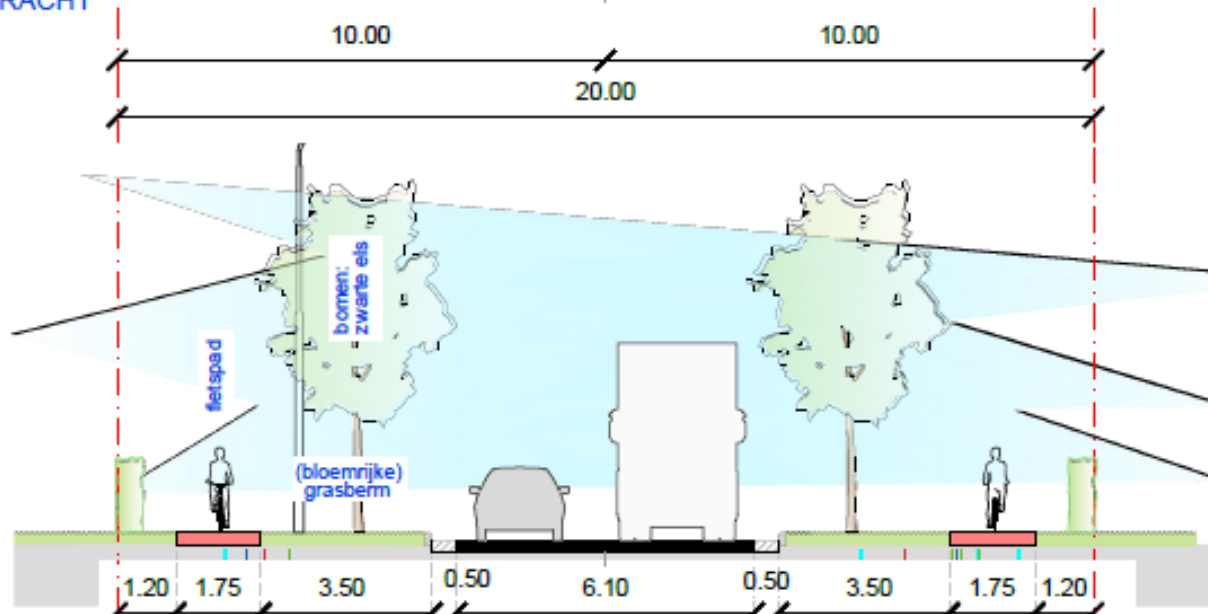 RACHT
10.00 10.00
20.00
bomen:
zwarte els
fietspad
(bloemrijke)
grasberm
1.20 1.75 3.50 0.50 6.10 0.50 3.50 1.75 1.20